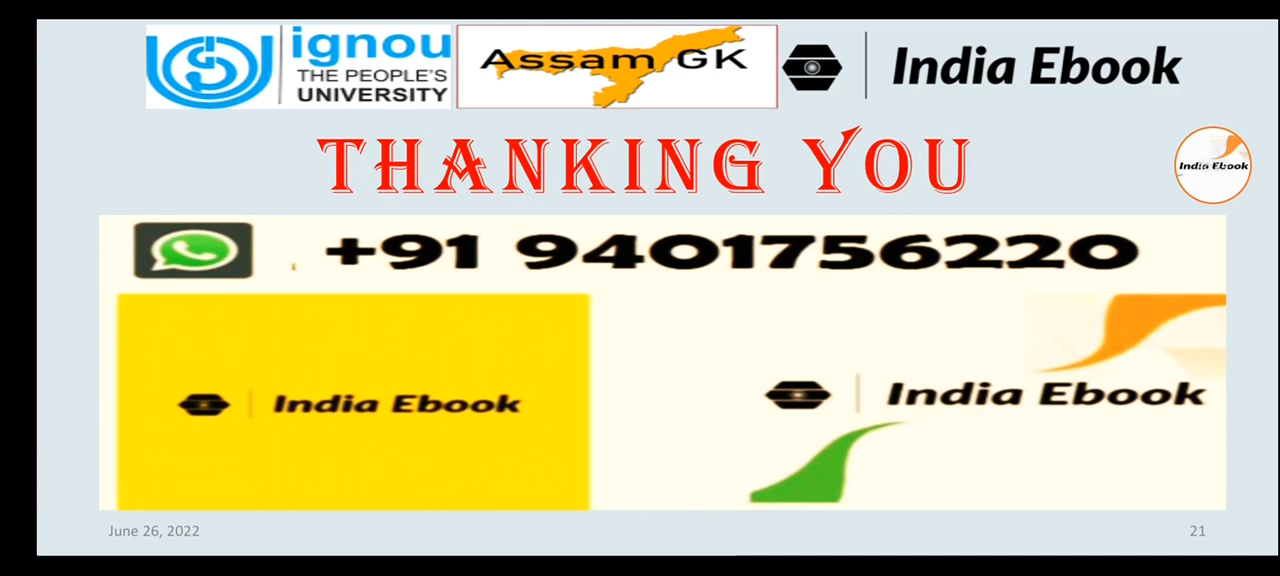 ignou
THE PEOPLE'S
UNIVERSITY
Assam GK
India Ebook
THANKING YOU
India Ebook
+91 9401756220
India Ebook
India Ebook
June 26, 2022
21